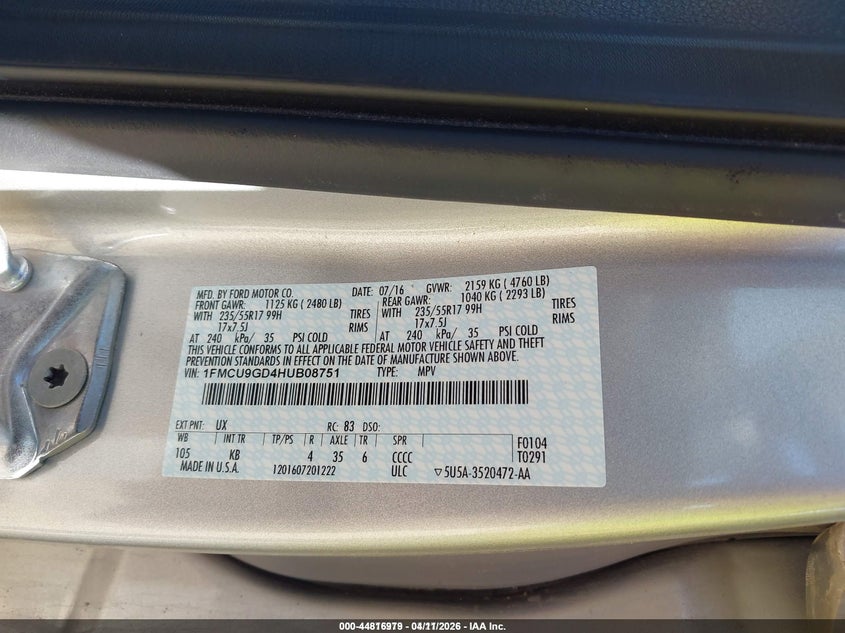 MFD. BY FORD MOTOR CO. DATE: 07/16 GVWR: 2159 KG ( 4760 LB)
FRONT GAWR: 1125 KG ( 2480 LB) REAR GAWR: 1040 KG ( 2293 LB)
WITH 235/55R17 99H TIRES WITH 235/55R17 99H TIRES
17x7.5J RIMS 17x7.5J RIMS
AT 240 kPa/ 35 PSI COLD AT 240 kPa/ 35 PSI COLD
THIS VEHICLE CONFORMS TO ALL APPLICABLE FEDERAL MOTOR VEHICLE SAFETY AND THEFT
PREVENTION STANDARDS IN EFFECT ON THE DATE OF MANUFACTURE SHOWN ABOVE.
VIN: 1FMCU9GD4HUB08751 TYPE: MPV
EXT PNT: UX RC: 83 DSO:
WB INT TR TP/PS R AXLE TR SPR F0104
105 KB 4 35 6 CCCC T0291
MADE IN U.S.A. 1201607201222 ULC ▽5U5A-3520472-AA
000-44816979 - 04/11/2026 - IAA Inc.